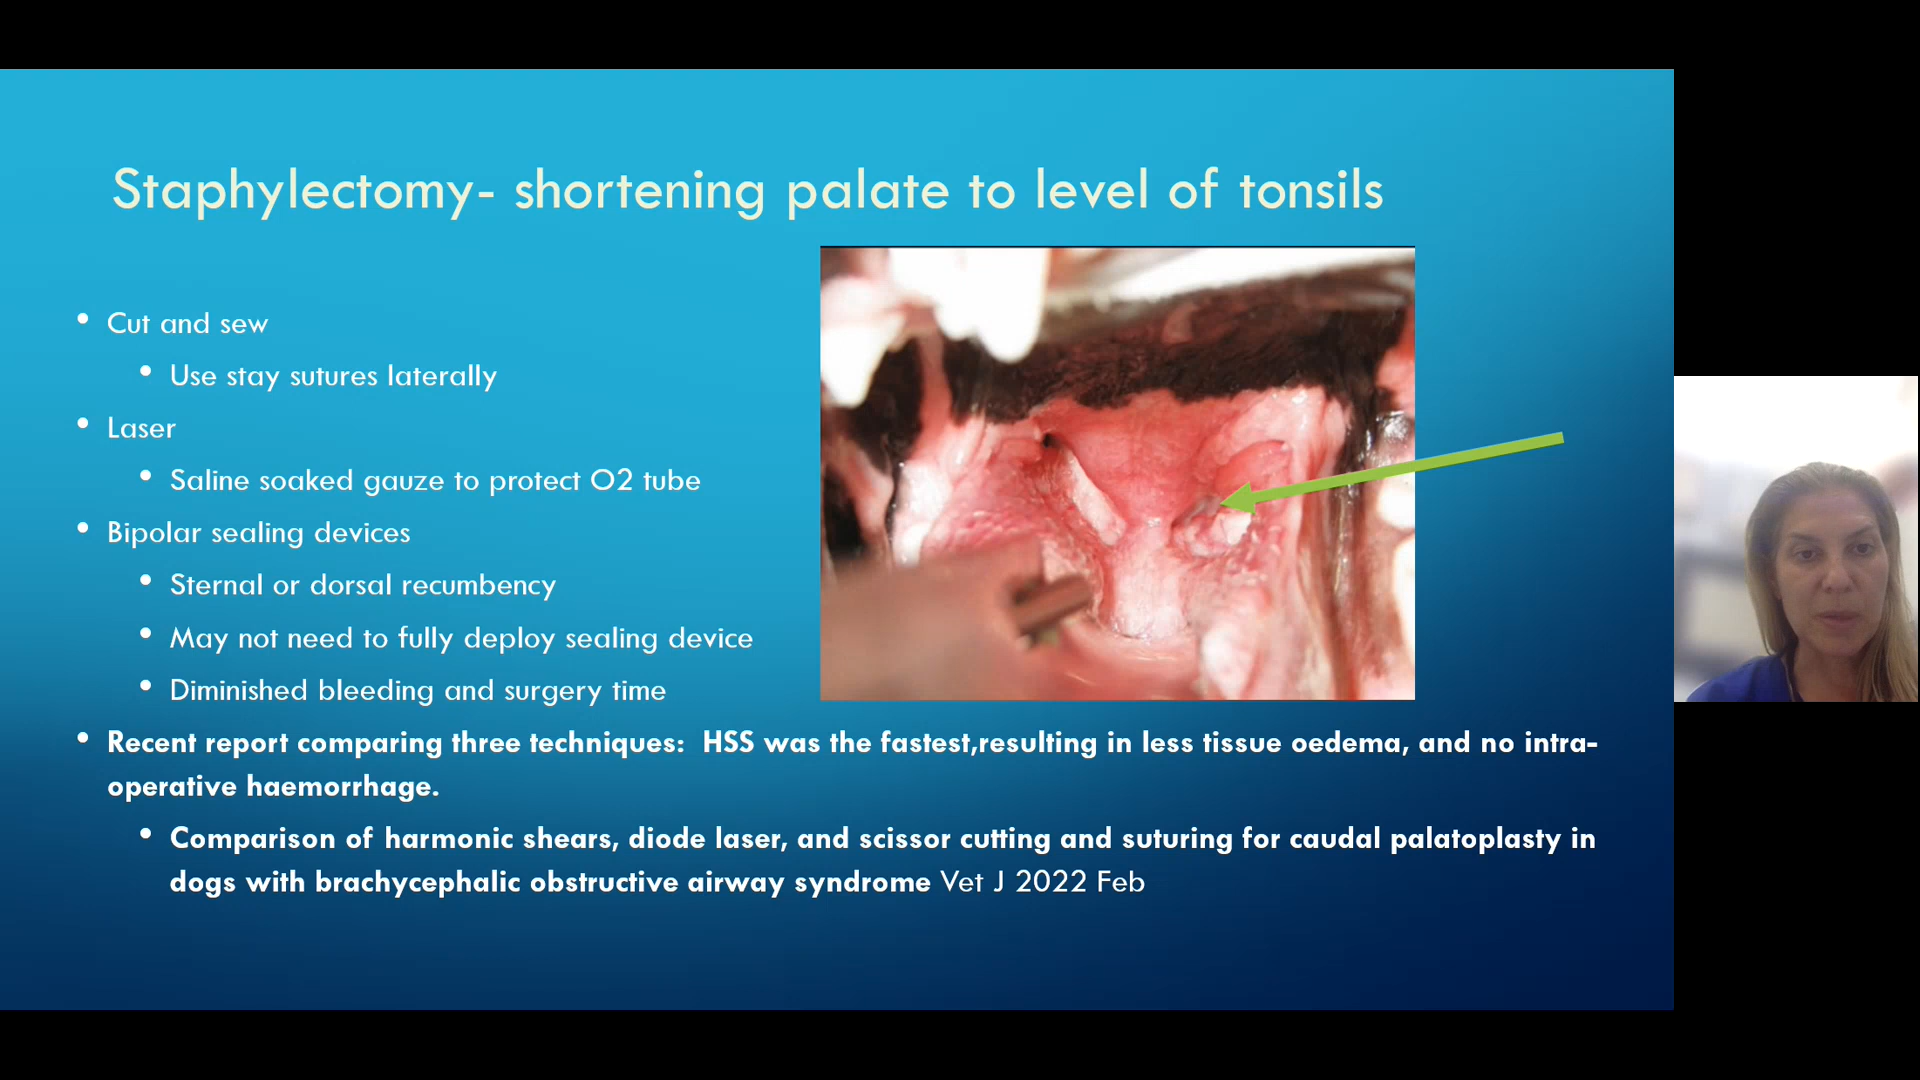 Staphylectomy- shortening palate to level of tonsils
• Cut and sew
• Use stay sutures laterally
• Laser
• Saline soaked gauze to protect O2 tube
• Bipolar sealing devices
• Sternal or dorsal recumbency
• May not need to fully deploy sealing device
• Diminished bleeding and surgery time
• Recent report comparing three techniques:  HSS was the fastest,resulting in less tissue oedema, and no intra-
operative haemorrhage.
• Comparison of harmonic shears, diode laser, and scissor cutting and suturing for caudal palatoplasty in
dogs with brachycephalic obstructive airway syndrome Vet J 2022 Feb